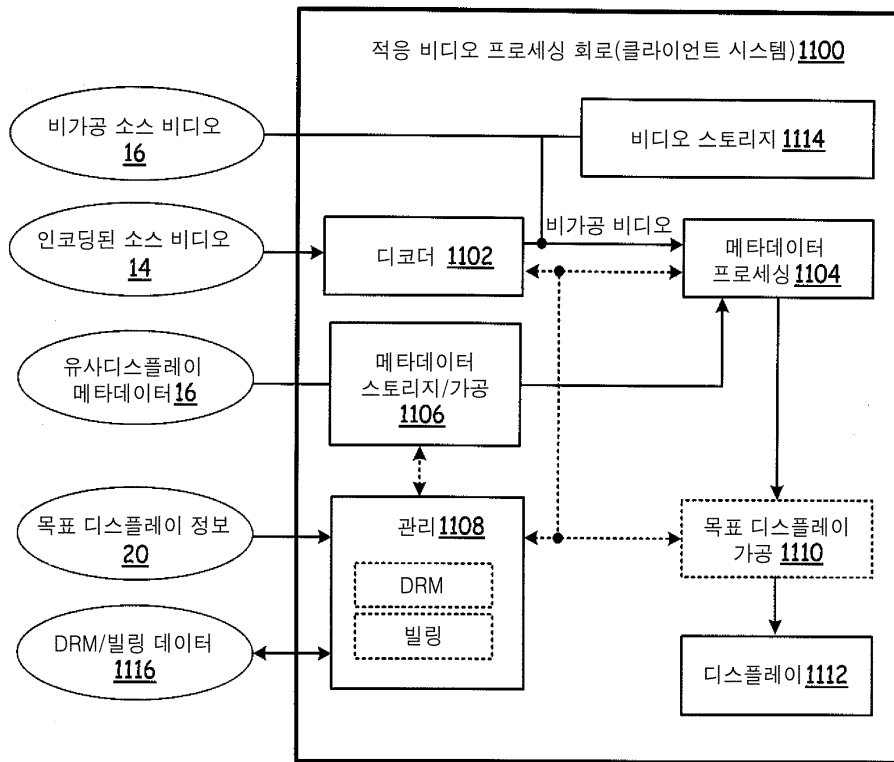 적응 비디오 프로세싱 회로(클라이언트 시스템)1100
비가공 소스 비디오
16
비디오 스토리지 1114
인코딩된 소스 비디오
14
디코더 1102
비가공 비디오
메타데이터
프로세싱 1104
유사디스플레이
메타데이터16
메타데이터
스토리지/가공
1106
목표 디스플레이 정보
20
관리1108
DRM
빌링
목표 디스플레이
가공 1110
DRM/빌링 데이터
1116
디스플레이1112